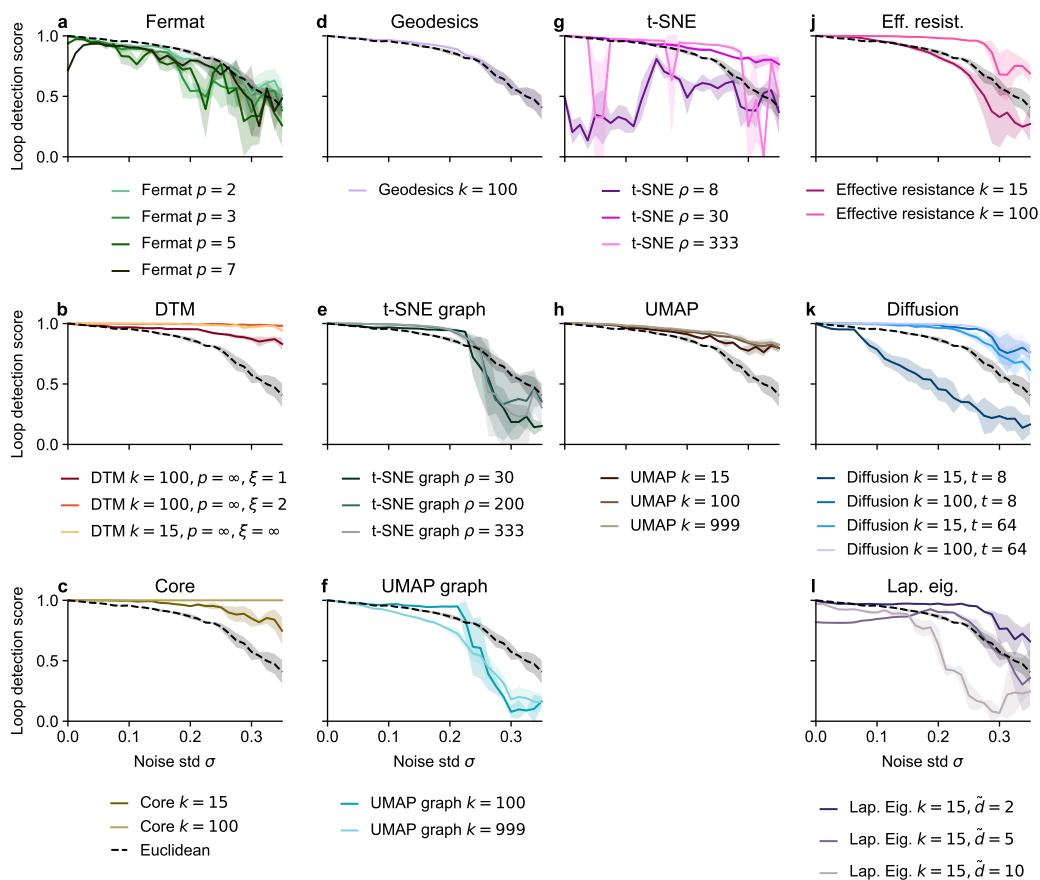 a
Fermat
Loop detection score
1.0
0.5
0.0
Fermat p = 2
Fermat p = 3
Fermat p = 5
Fermat p = 7
d
Geodesics
Geodesics k = 100
g
t-SNE
t-SNE ρ = 8
t-SNE ρ = 30
t-SNE ρ = 333
j
Eff. resist.
Effective resistance k = 15
Effective resistance k = 100
b
DTM
Loop detection score
1.0
0.5
0.0
DTM k = 100, p = ∞, ξ = 1
DTM k = 100, p = ∞, ξ = 2
DTM k = 15, p = ∞, ξ = ∞
e
t-SNE graph
t-SNE graph ρ = 30
t-SNE graph ρ = 200
t-SNE graph ρ = 333
h
UMAP
UMAP k = 15
UMAP k = 100
UMAP k = 999
k
Diffusion
Diffusion k = 15, t = 8
Diffusion k = 100, t = 8
Diffusion k = 15, t = 64
Diffusion k = 100, t = 64
c
Core
Loop detection score
1.0
0.5
0.0
0.0 0.1 0.2 0.3
Noise std σ
Core k = 15
Core k = 100
Euclidean
f
UMAP graph
0.0 0.1 0.2 0.3
Noise std σ
UMAP graph k = 100
UMAP graph k = 999
l
Lap. eig.
0.0 0.1 0.2 0.3
Noise std σ
Lap. Eig. k = 15, d̃ = 2
Lap. Eig. k = 15, d̃ = 5
Lap. Eig. k = 15, d̃ = 10